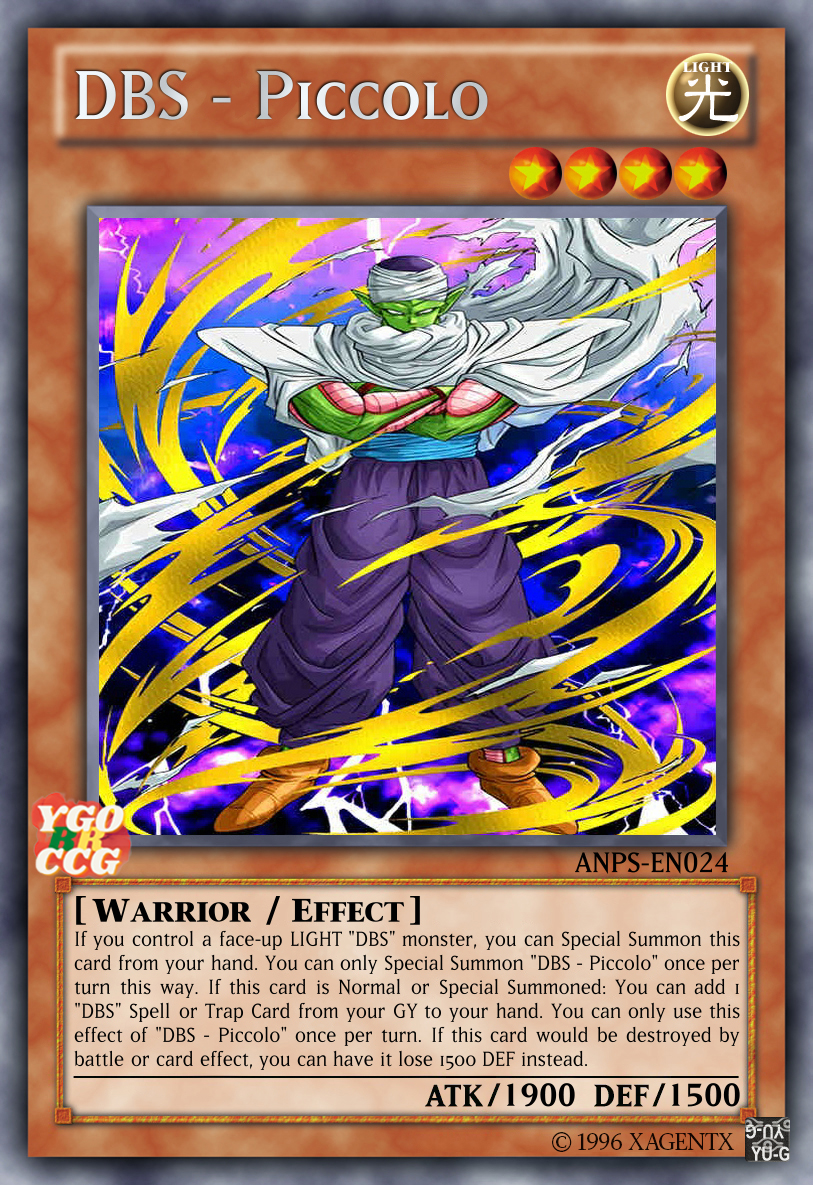 DBS - Piccolo
LIGHT
光
YGO
BR
CCG
ANPS-EN024
[ Warrior / Effect ]
If you control a face-up LIGHT "DBS" monster, you can Special Summon this
card from your hand. You can only Special Summon "DBS - Piccolo" once per
turn this way. If this card is Normal or Special Summoned: You can add 1
"DBS" Spell or Trap Card from your GY to your hand. You can only use this
effect of "DBS - Piccolo" once per turn. If this card would be destroyed by
battle or card effect, you can have it lose 1500 DEF instead.
ATK/1900 DEF/1500
© 1996 XAGENTX
YU-G
YU-G